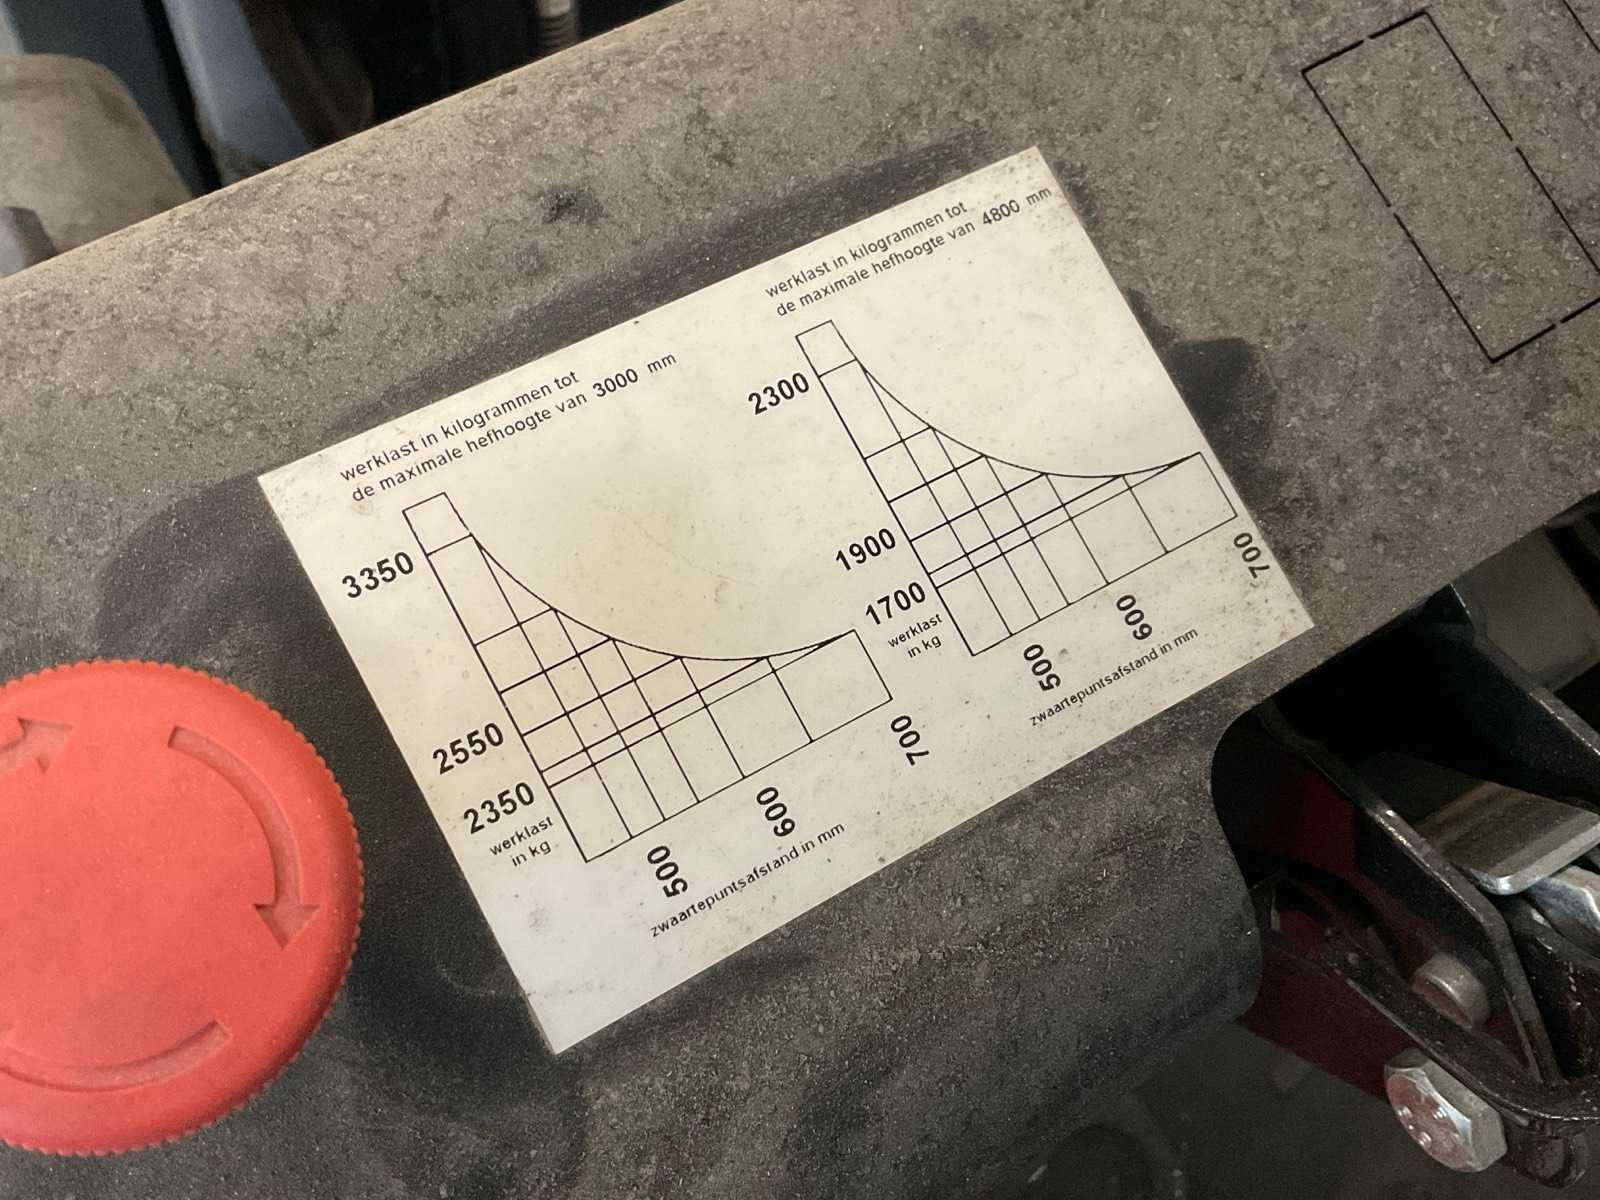 werklast in kilogrammen tot
de maximale hefhoogte van 3000 mm
3350
2550
2350
werklast
in kg
500
600
700
zwaartepuntsafstand in mm
werklast in kilogrammen tot
de maximale hefhoogte van 4800 mm
2300
1900
1700
werklast
in kg
500
600
700
zwaartepuntsafstand in mm